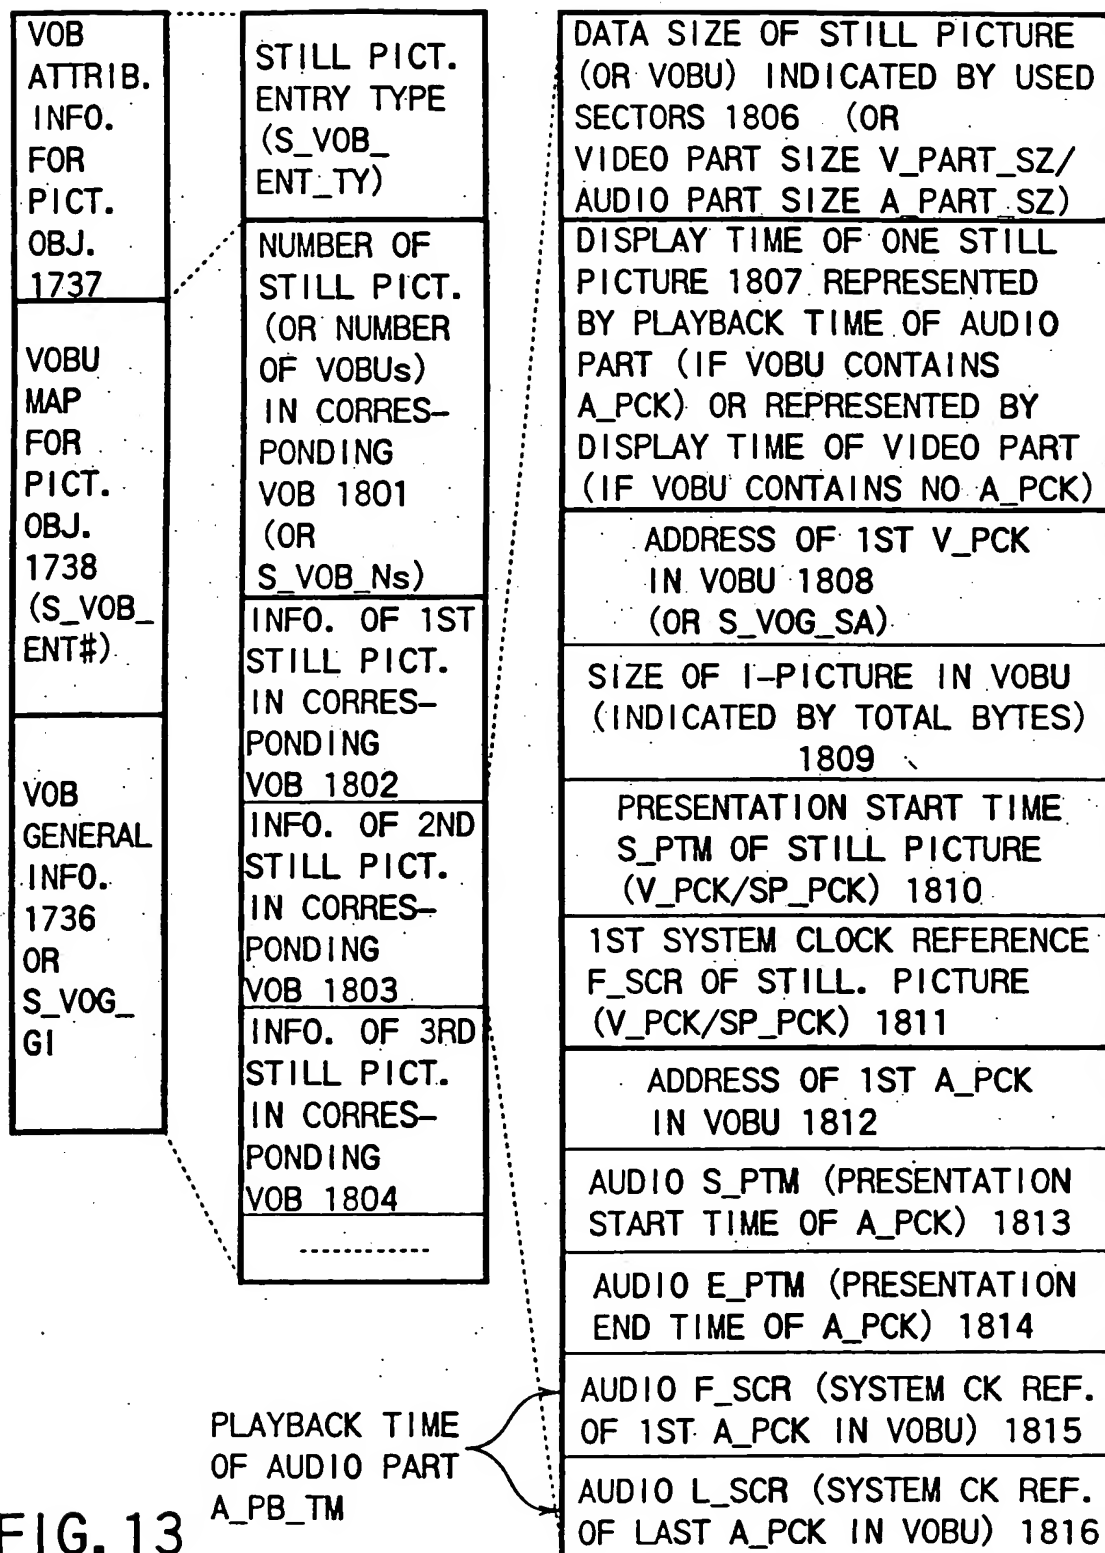 VOB
ATTRIB.
INFO.
FOR
PICT.
OBJ.
1737
VOBU
MAP
FOR
PICT.
OBJ.
1738
(S_VOB_
ENT#)
VOB
GENERAL
INFO.
1736
OR
S_VOG_
GI
STILL PICT.
ENTRY TYPE
(S_VOB_
ENT_TY)
NUMBER OF
STILL PICT.
(OR NUMBER
OF VOBUs)
IN CORRES-
PONDING
VOB 1801
(OR
S_VOB_Ns)
INFO. OF 1ST
STILL PICT.
IN CORRES-
PONDING
VOB 1802
INFO. OF 2ND
STILL PICT.
IN CORRES-
PONDING
VOB 1803
INFO. OF 3RD
STILL PICT.
IN CORRES-
PONDING
VOB 1804
DATA SIZE OF STILL PICTURE
(OR VOBU) INDICATED BY USED
SECTORS 1806 (OR
VIDEO PART SIZE V_PART_SZ/
AUDIO PART SIZE A_PART_SZ)
DISPLAY TIME OF ONE STILL
PICTURE 1807 REPRESENTED
BY PLAYBACK TIME OF AUDIO
PART (IF VOBU CONTAINS
A_PCK) OR REPRESENTED BY
DISPLAY TIME OF VIDEO PART
(IF VOBU CONTAINS NO A_PCK)
ADDRESS OF 1ST V_PCK
IN VOBU 1808
(OR S_VOG_SA)
SIZE OF I-PICTURE IN VOBU
(INDICATED BY TOTAL BYTES)
1809
PRESENTATION START TIME
S_PTM OF STILL PICTURE
(V_PCK/SP_PCK) 1810
1ST SYSTEM CLOCK REFERENCE
F_SCR OF STILL. PICTURE
(V_PCK/SP_PCK) 1811
ADDRESS OF 1ST A_PCK
IN VOBU 1812
AUDIO S_PTM (PRESENTATION
START TIME OF A_PCK) 1813
AUDIO E_PTM (PRESENTATION
END TIME OF A_PCK) 1814
AUDIO F_SCR (SYSTEM CK REF.
OF 1ST A_PCK IN VOBU) 1815
AUDIO L_SCR (SYSTEM CK REF.
OF LAST A_PCK IN VOBU) 1816
PLAYBACK TIME
OF AUDIO PART
A_PB_TM
FIG. 13